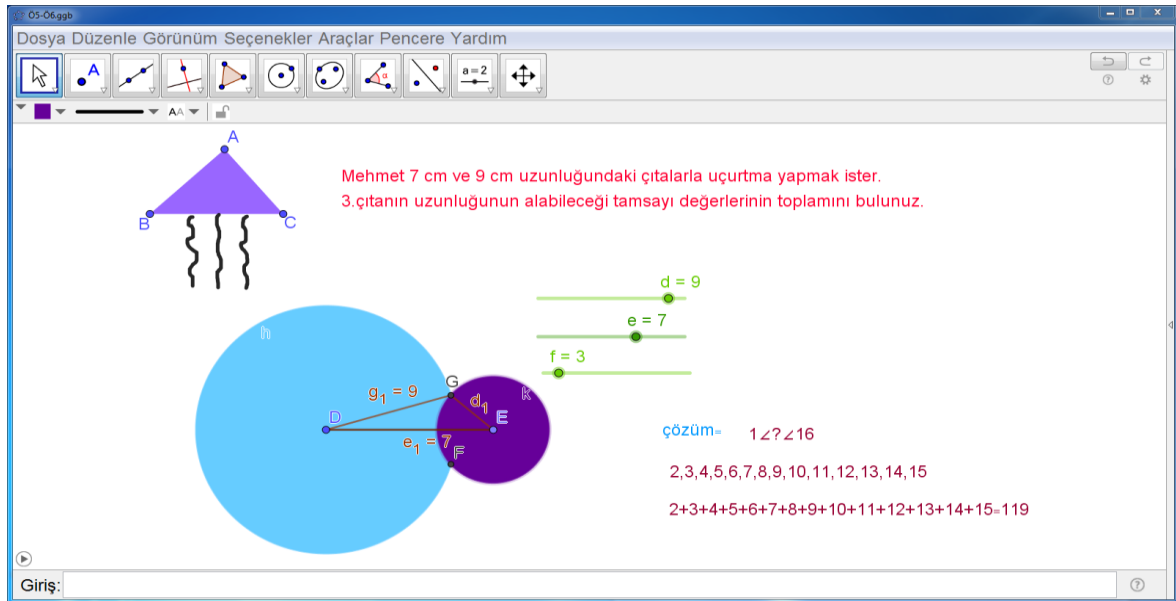 Ö5-Ö6.ggb
Dosya Düzenle Görünüm Seçenekler Araçlar Pencere Yardım
A
α
a=2
AA
A
B
C
Mehmet 7 cm ve 9 cm uzunluğundaki çıtalarla uçurtma yapmak ister.
3.çıtanın uzunluğunun alabileceği tamsayı değerlerinin toplamını bulunuz.
d = 9
e = 7
f = 3
h
G
k
g₁ = 9
d₁
D
E
e₁ = 7
F
çözüm= 1∠?∠16
2,3,4,5,6,7,8,9,10,11,12,13,14,15
2+3+4+5+6+7+8+9+10+11+12+13+14+15=119
Giriş: